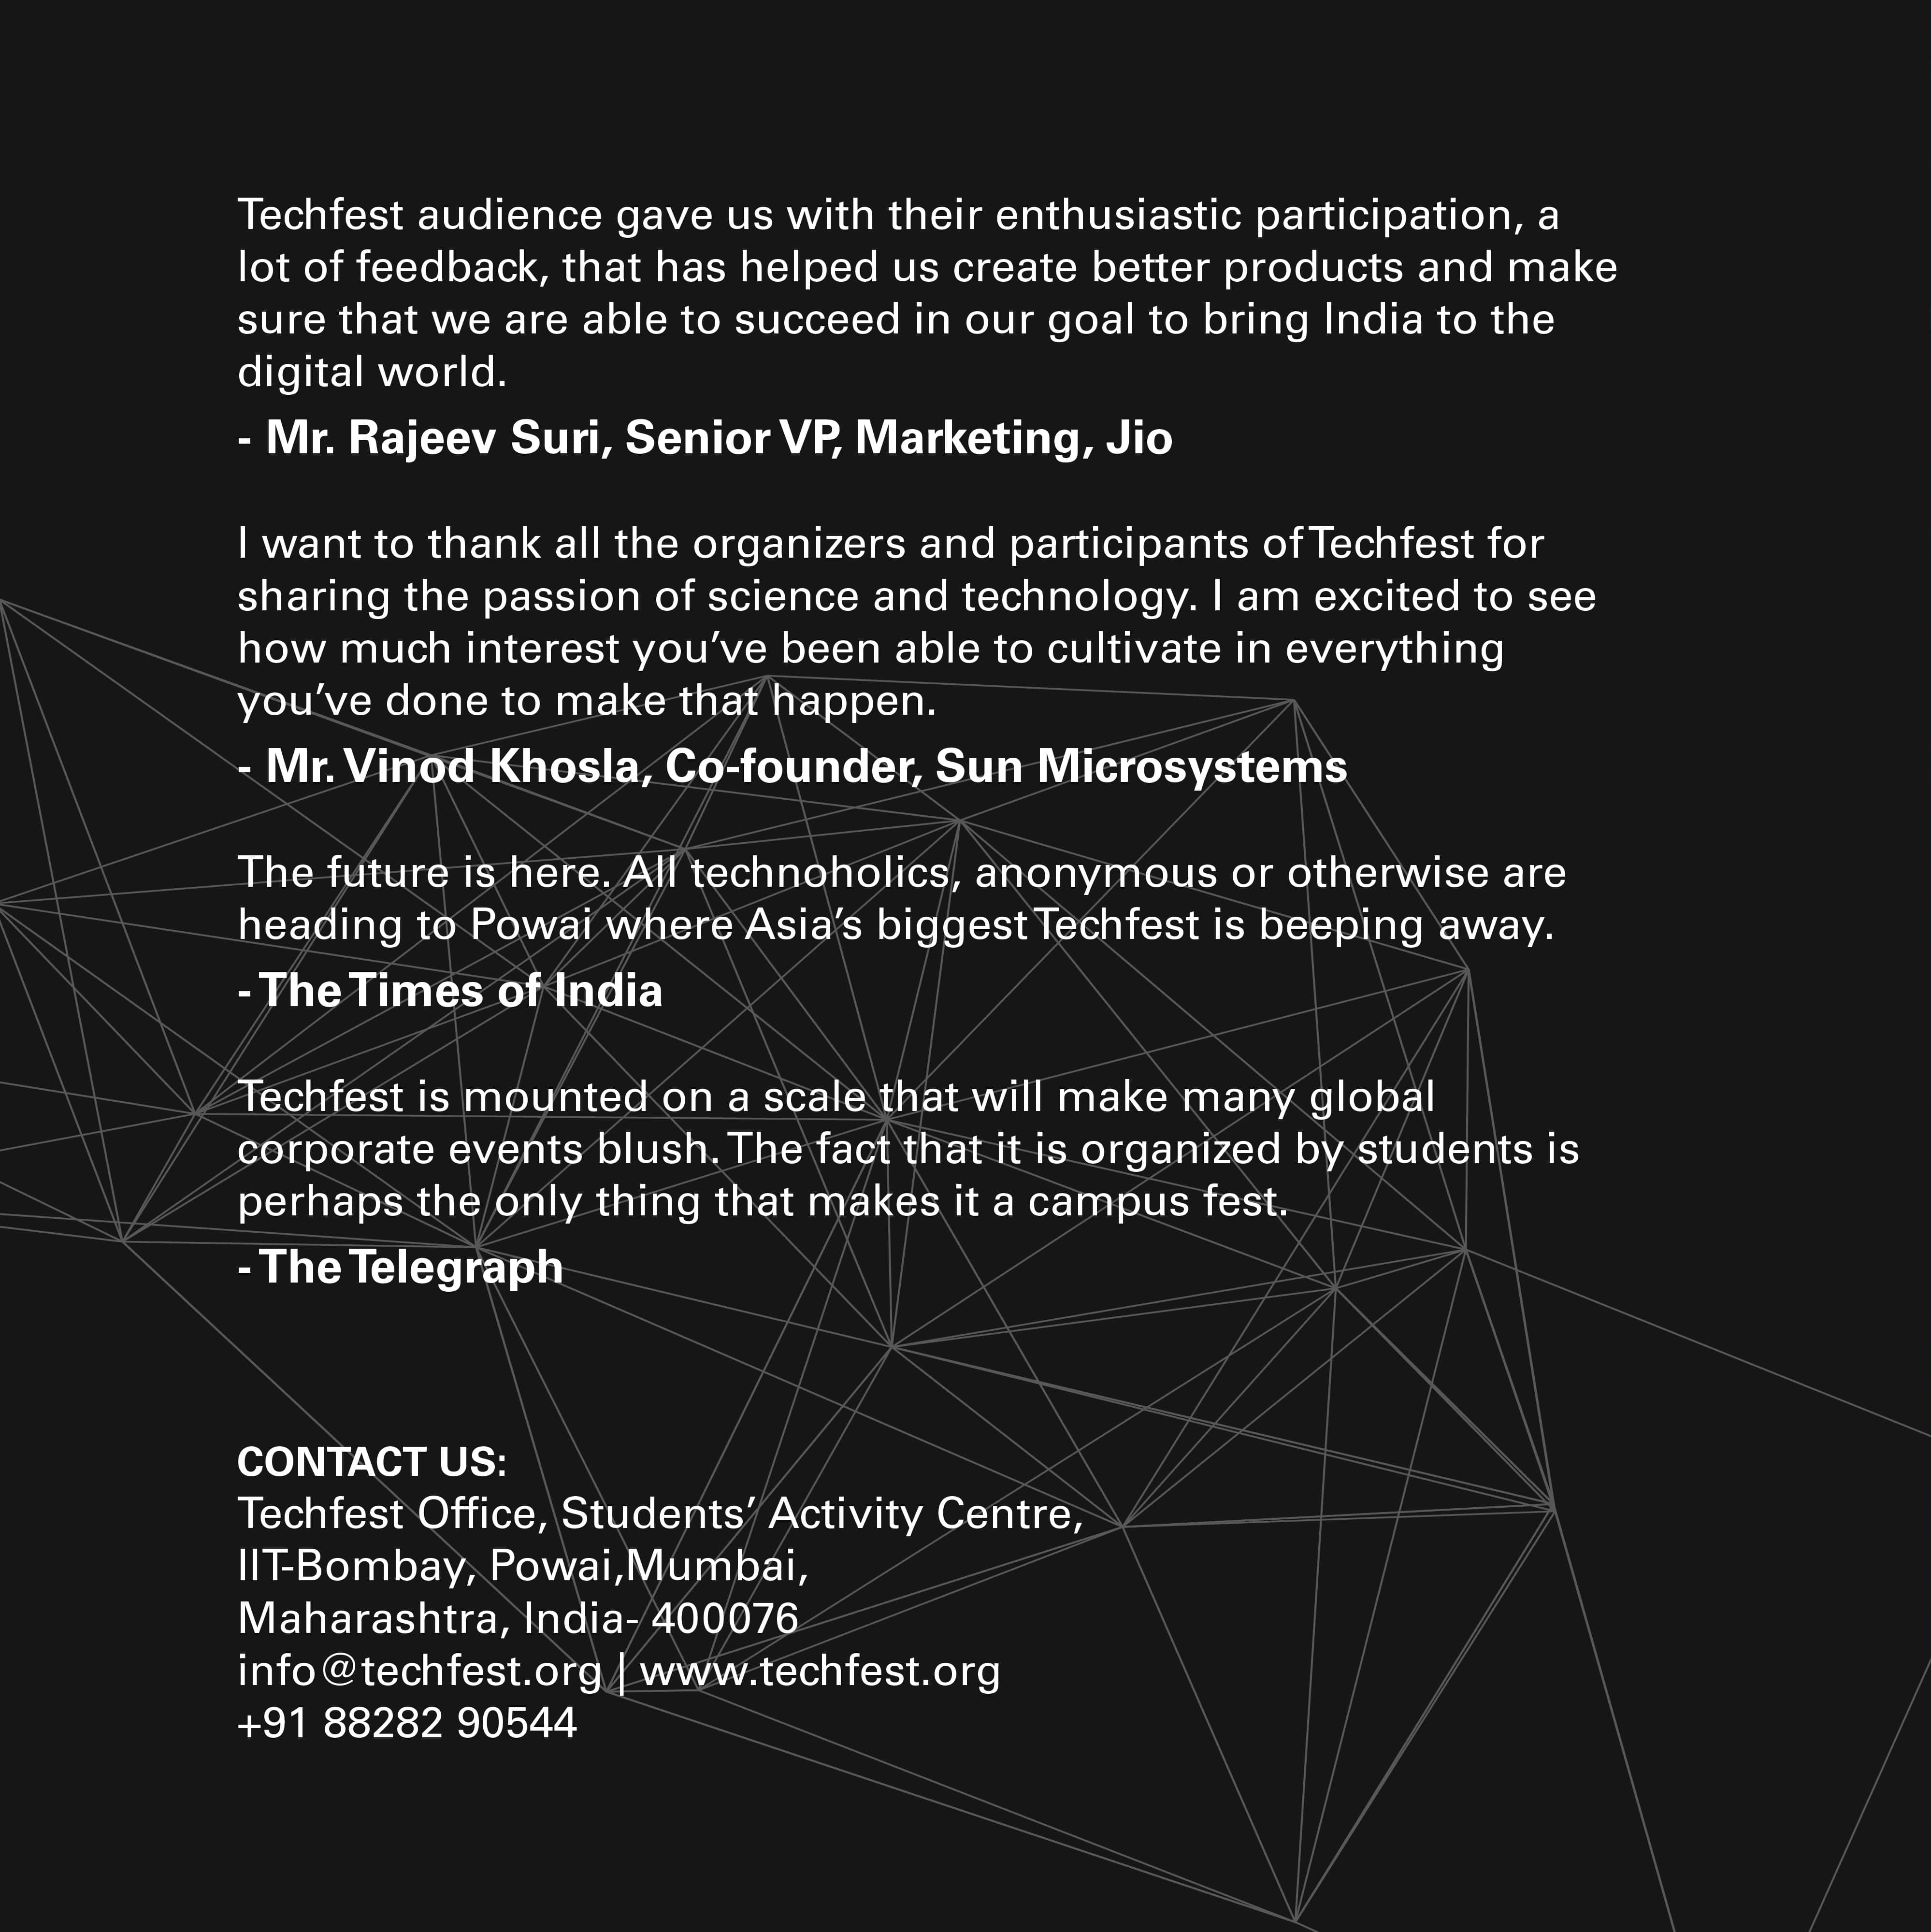 Techfest audience gave us with their enthusiastic participation, a
lot of feedback, that has helped us create better products and make
sure that we are able to succeed in our goal to bring India to the
digital world.
- Mr. Rajeev Suri, Senior VP, Marketing, Jio
I want to thank all the organizers and participants of Techfest for
sharing the passion of science and technology. I am excited to see
how much interest you’ve been able to cultivate in everything
you’ve done to make that happen.
- Mr. Vinod Khosla, Co-founder, Sun Microsystems
The future is here. All technoholics, anonymous or otherwise are
heading to Powai where Asia’s biggest Techfest is beeping away.
- The Times of India
Techfest is mounted on a scale that will make many global
corporate events blush. The fact that it is organized by students is
perhaps the only thing that makes it a campus fest.
- The Telegraph
CONTACT US:
Techfest Office, Students’ Activity Centre,
IIT-Bombay, Powai,Mumbai,
Maharashtra, India- 400076
info@techfest.org | www.techfest.org
+91 88282 90544